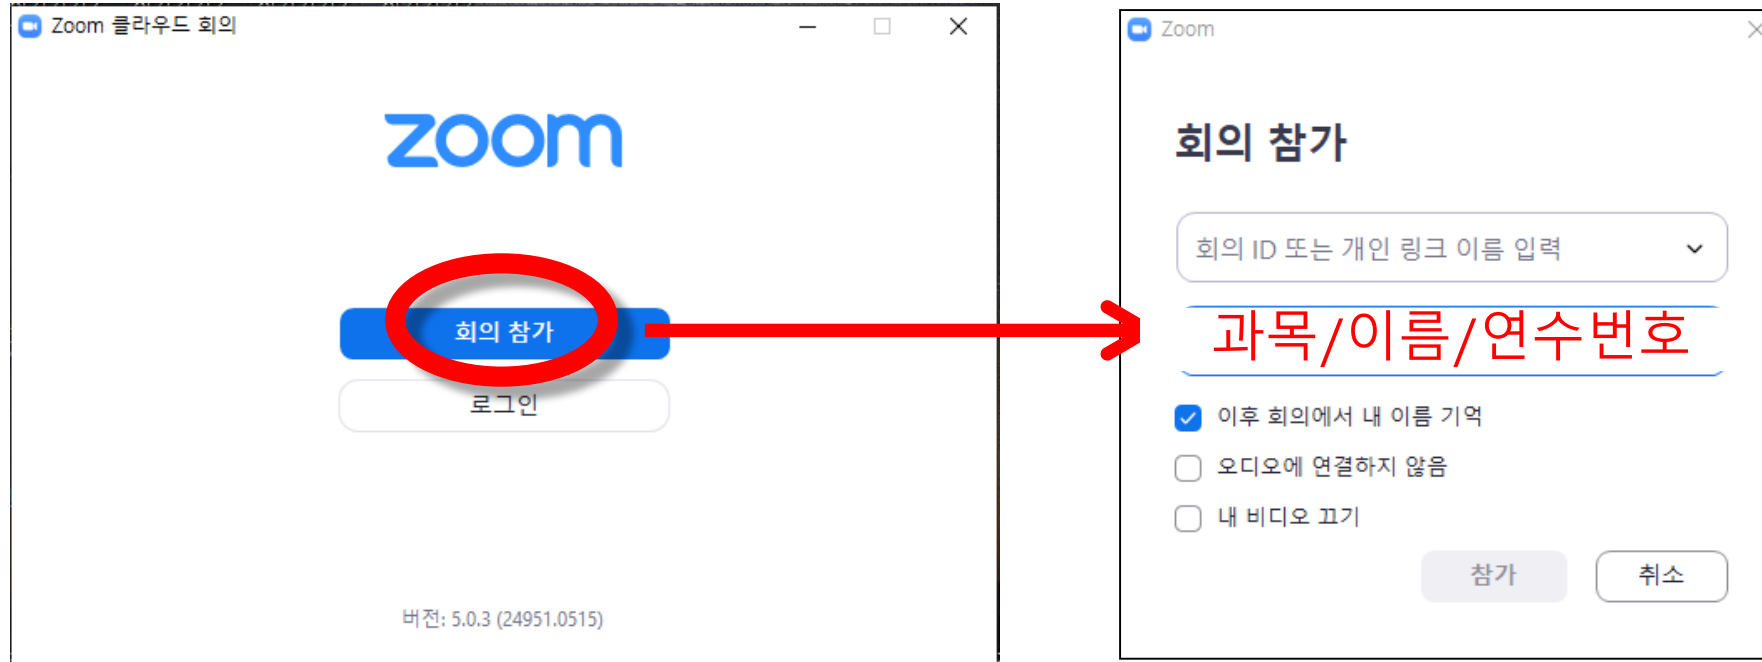 Zoom 클라우드 회의
zoom
회의 참가
로그인
버전: 5.0.3 (24951.0515)
Zoom
회의 참가
회의 ID 또는 개인 링크 이름 입력
과목/이름/연수번호
이후 회의에서 내 이름 기억
오디오에 연결하지 않음
내 비디오 끄기
참가 취소